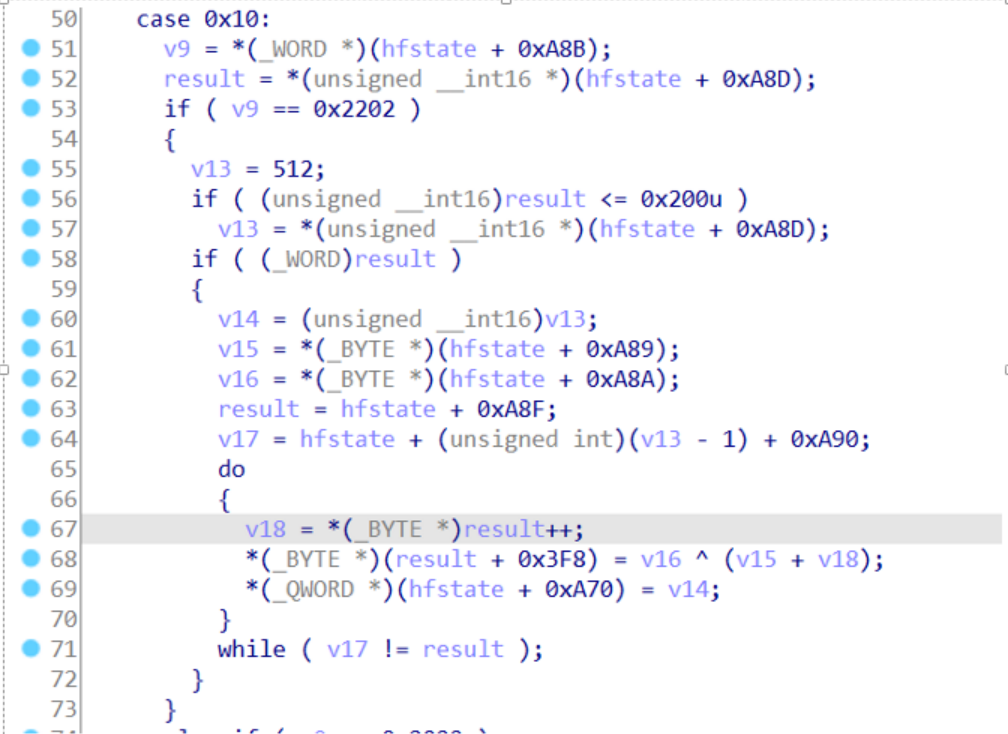 50 case 0x10:
51 v9 = *(_WORD *)(hfstate + 0xA8B);
52 result = *(unsigned __int16 *)(hfstate + 0xA8D);
53 if ( v9 == 0x2202 )
54 {
55 v13 = 512;
56 if ( (unsigned __int16)result <= 0x200u )
57 v13 = *(unsigned __int16 *)(hfstate + 0xA8D);
58 if ( (_WORD)result )
59 {
60 v14 = (unsigned __int16)v13;
61 v15 = *(_BYTE *)(hfstate + 0xA89);
62 v16 = *(_BYTE *)(hfstate + 0xA8A);
63 result = hfstate + 0xA8F;
64 v17 = hfstate + (unsigned int)(v13 - 1) + 0xA90;
65 do
66 {
67 v18 = *(_BYTE *)result++;
68 *(_BYTE *)(result + 0x3F8) = v16 ^ (v15 + v18);
69 *(_QWORD *)(hfstate + 0xA70) = v14;
70 }
71 while ( v17 != result );
72 }
73 }